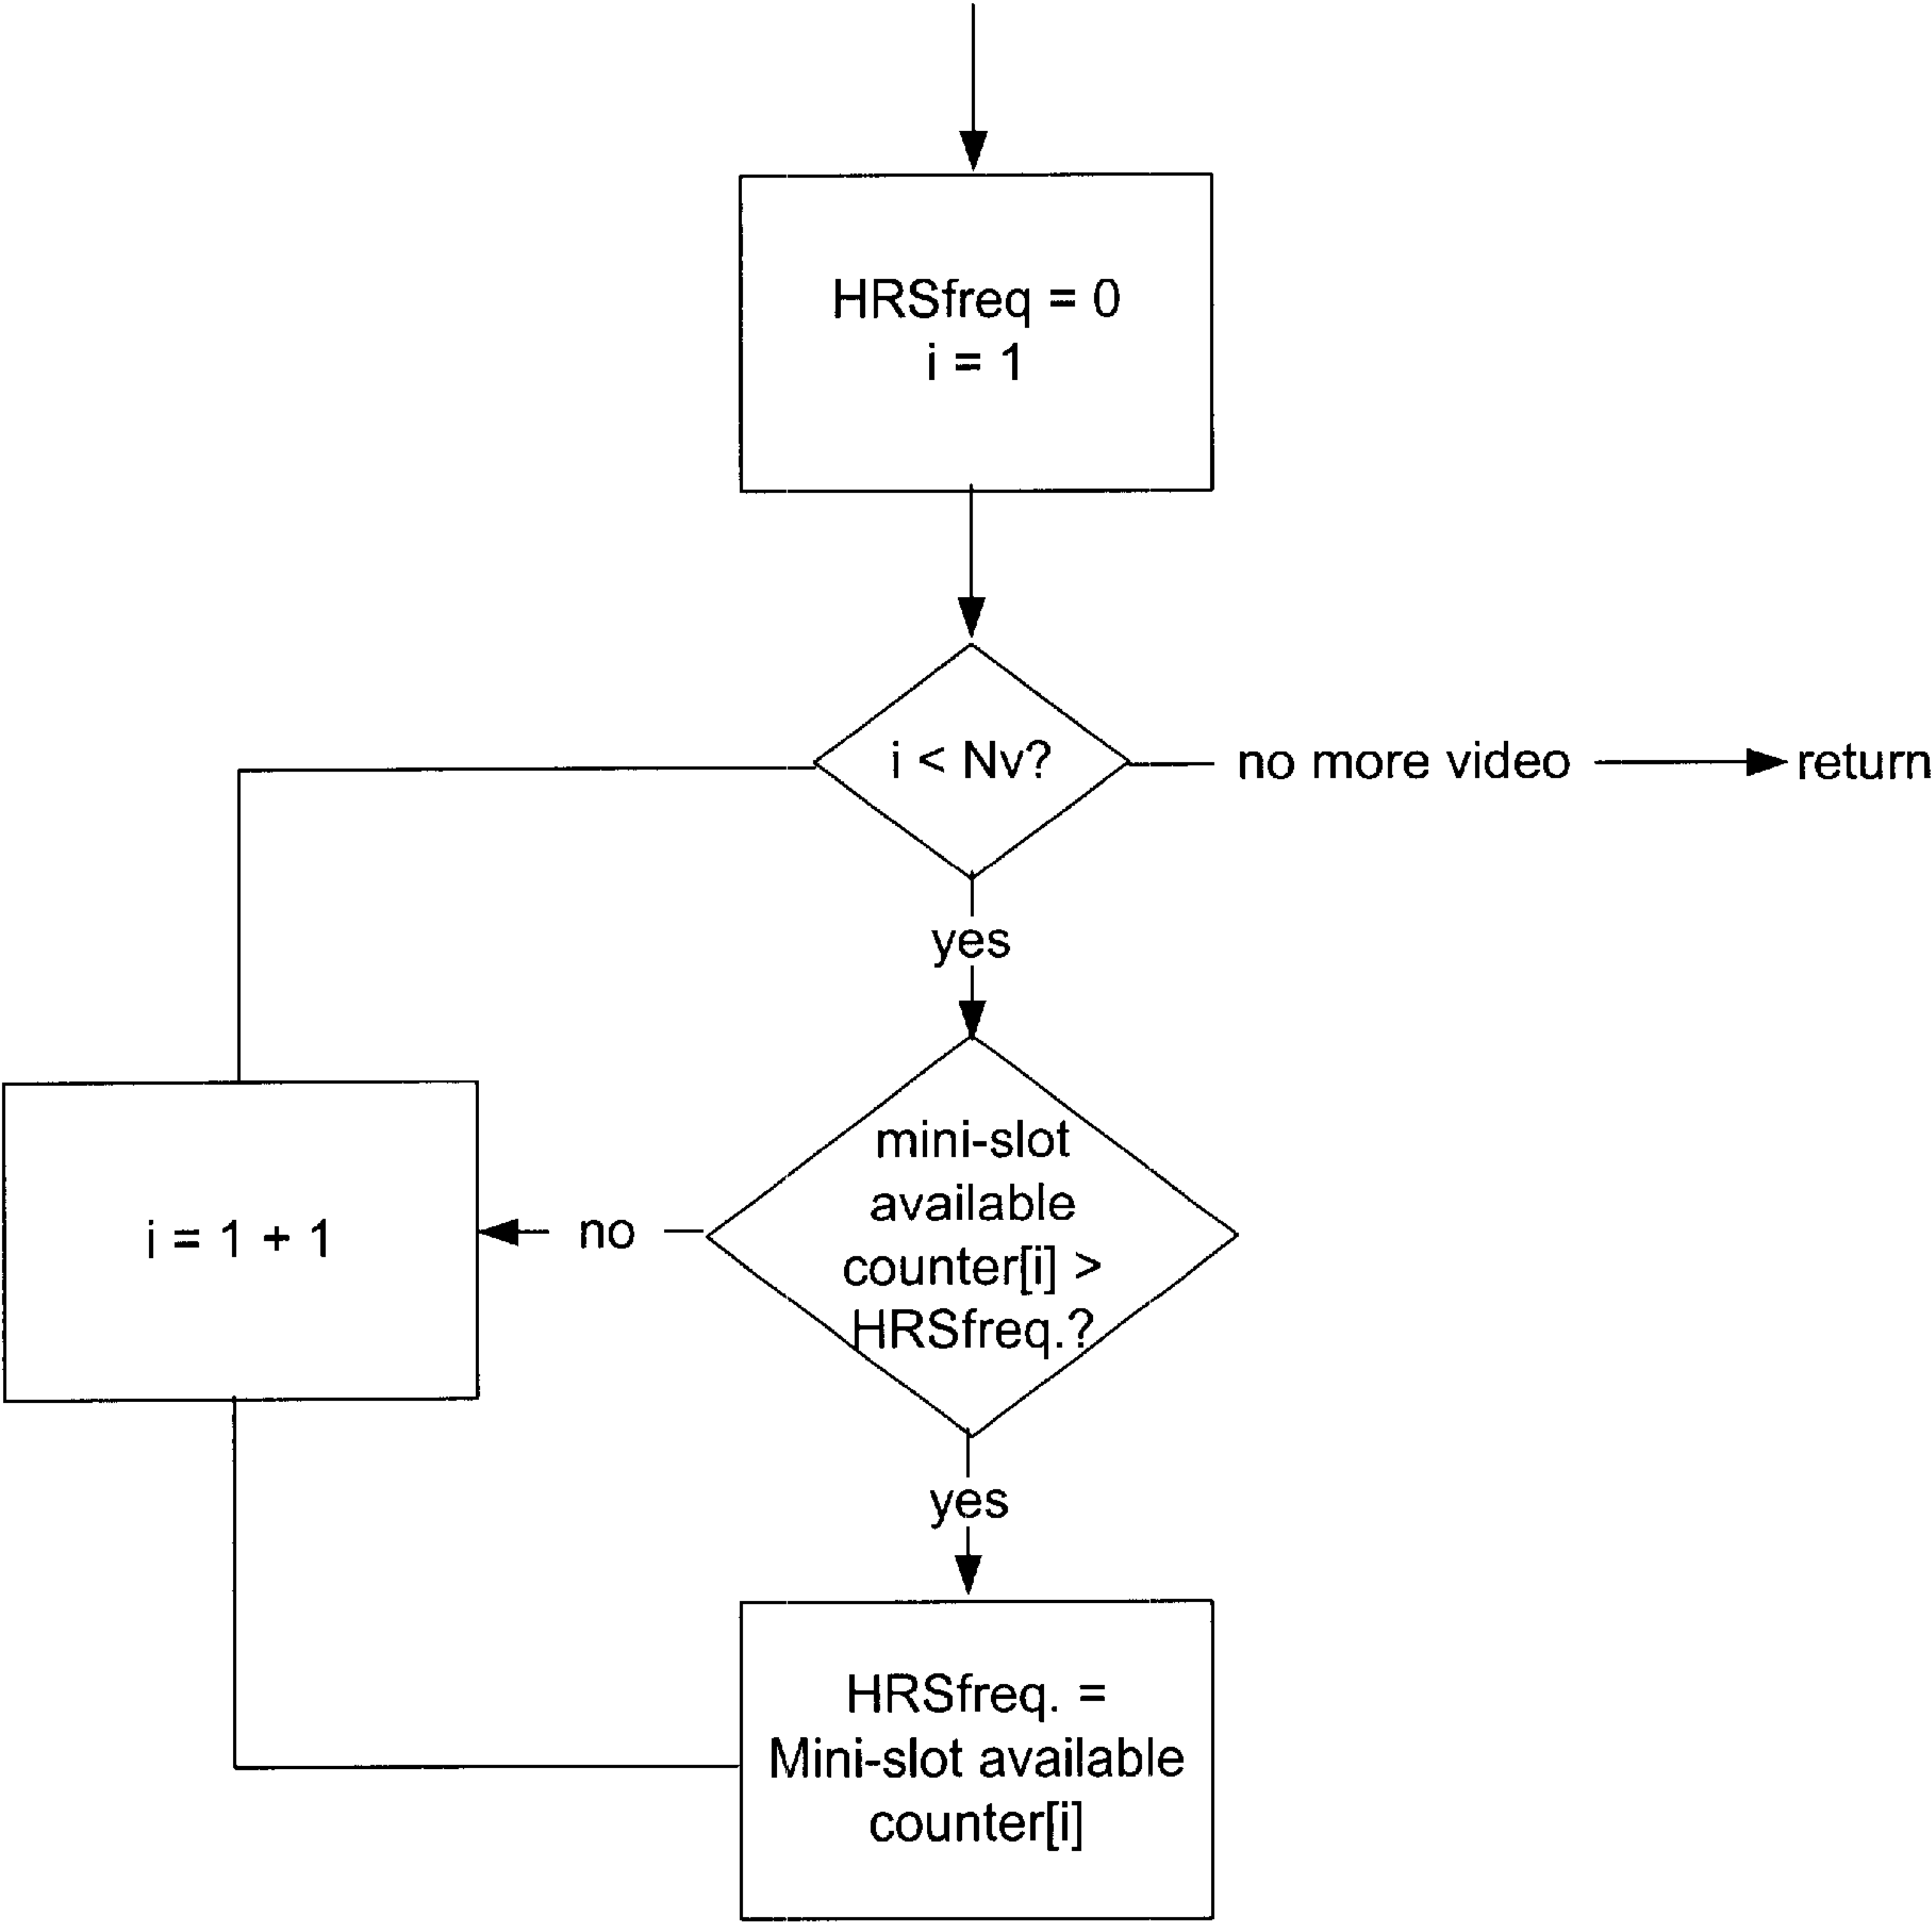 HRSfreq = 0
i = 1
i < Nv?
no more video
return
yes
mini-slot
available
counter[i] >
HRSfreq.?
no
i = 1 + 1
yes
HRSfreq. =
Mini-slot available
counter[i]